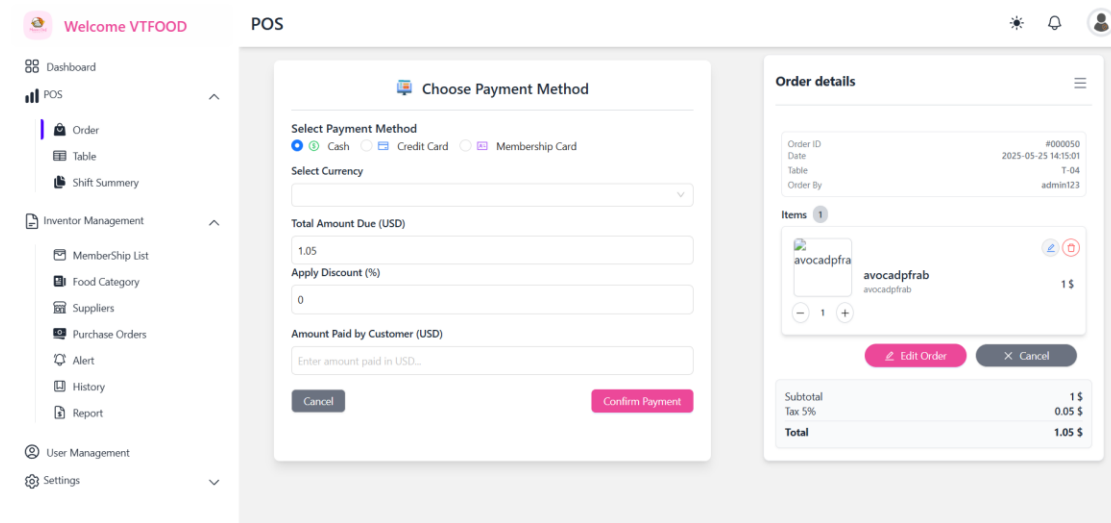 Welcome VTFOOD
POS
Dashboard
POS
Order
Table
Shift Summery
Inventor Management
MemberShip List
Food Category
Suppliers
Purchase Orders
Alert
History
Report
User Management
Settings
Choose Payment Method
Select Payment Method
Cash Credit Card Membership Card
Select Currency
Total Amount Due (USD)
1.05
Apply Discount (%)
0
Amount Paid by Customer (USD)
Enter amount paid in USD...
Cancel Confirm Payment
Order details
Order ID #000050
Date 2025-05-25 14:15:01
Table T-04
Order By admin123
Items 1
avocadpfra
avocadpfrab
avocadpfrab
1 $
1
Edit Order Cancel
Subtotal 1 $
Tax 5% 0.05 $
Total 1.05 $